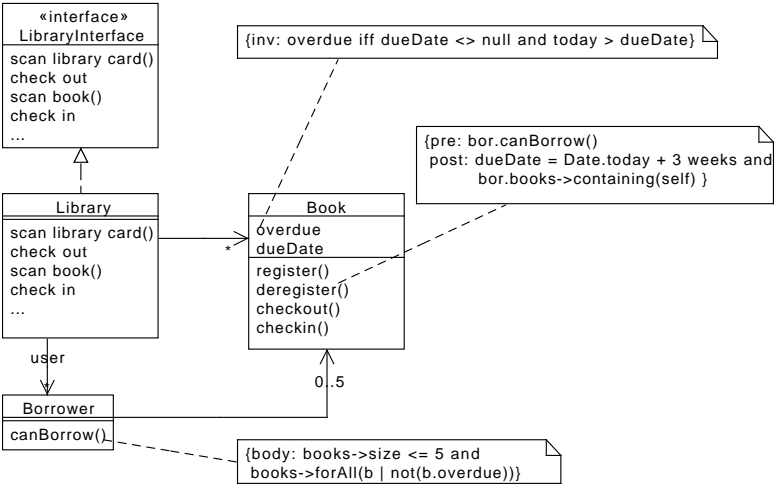 «interface»
LibraryInterface
scan library card()
check out
scan book()
check in
...
{inv: overdue iff dueDate <> null and today > dueDate}
{pre: bor.canBorrow()
post: dueDate = Date.today + 3 weeks and
bor.books->containing(self) }
Library
scan library card()
check out
scan book()
check in
...
*
Book
overdue
dueDate
register()
deregister()
checkout()
checkin()
user
*
0..5
Borrower
canBorrow()
{body: books->size <= 5 and
books->forAll(b | not(b.overdue))}